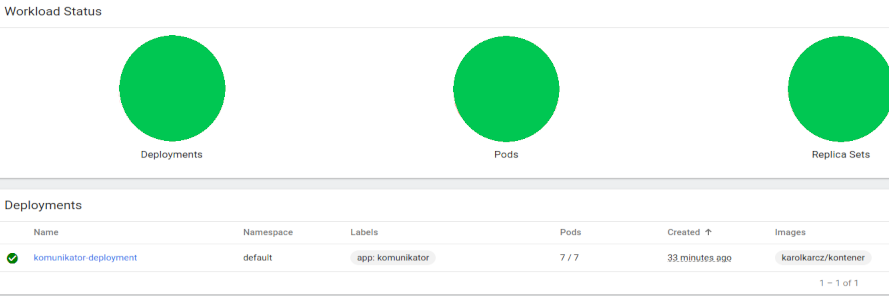 Workload Status
Deployments Pods Replica Sets
Deployments
Name Namespace Labels Pods Created ↑ Images
komunikator-deployment default app: komunikator 7 / 7 33 minutes ago karolkarcz/kontener
1 – 1 of 1